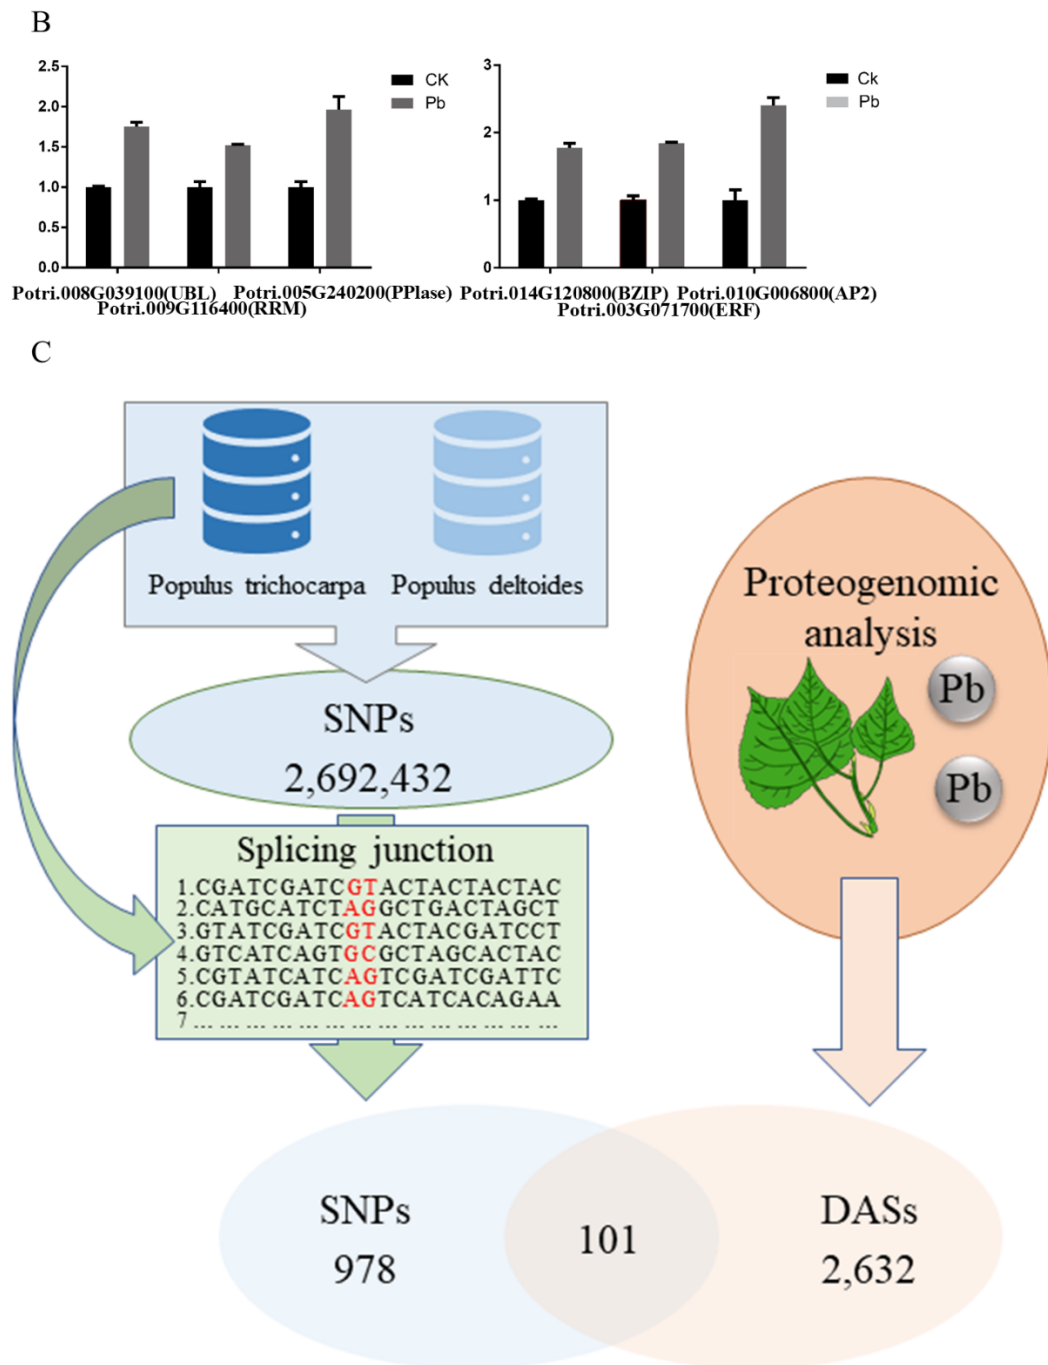 B
2.5
2.0
1.5
1.0
0.5
0.0
CK
Pb
Potri.008G039100(UBL)
Potri.009G116400(RRM)
Potri.005G240200(PPlase)
3
2
1
0
Ck
Pb
Potri.014G120800(BZIP)
Potri.003G071700(ERF)
Potri.010G006800(AP2)
C
Populus trichocarpa
Populus deltoides
SNPs
2,692,432
Splicing junction
1.CGATCGATCGTACTACTACTAC
2.CATGCATCTAGGCTGACTAGCT
3.GTATCGATCGTACTACGATCCT
4.GTCATCAGTGCGCTAGCACTAC
5.CGTATCATCAGTCGATCGATTC
6.CGATCGATCAGTCATCACAGAA
7 ... ... ... ... ... ... ... ... ... ... ... ... ...
Proteogenomic
analysis
Pb
Pb
SNPs
978
101
DASs
2,632